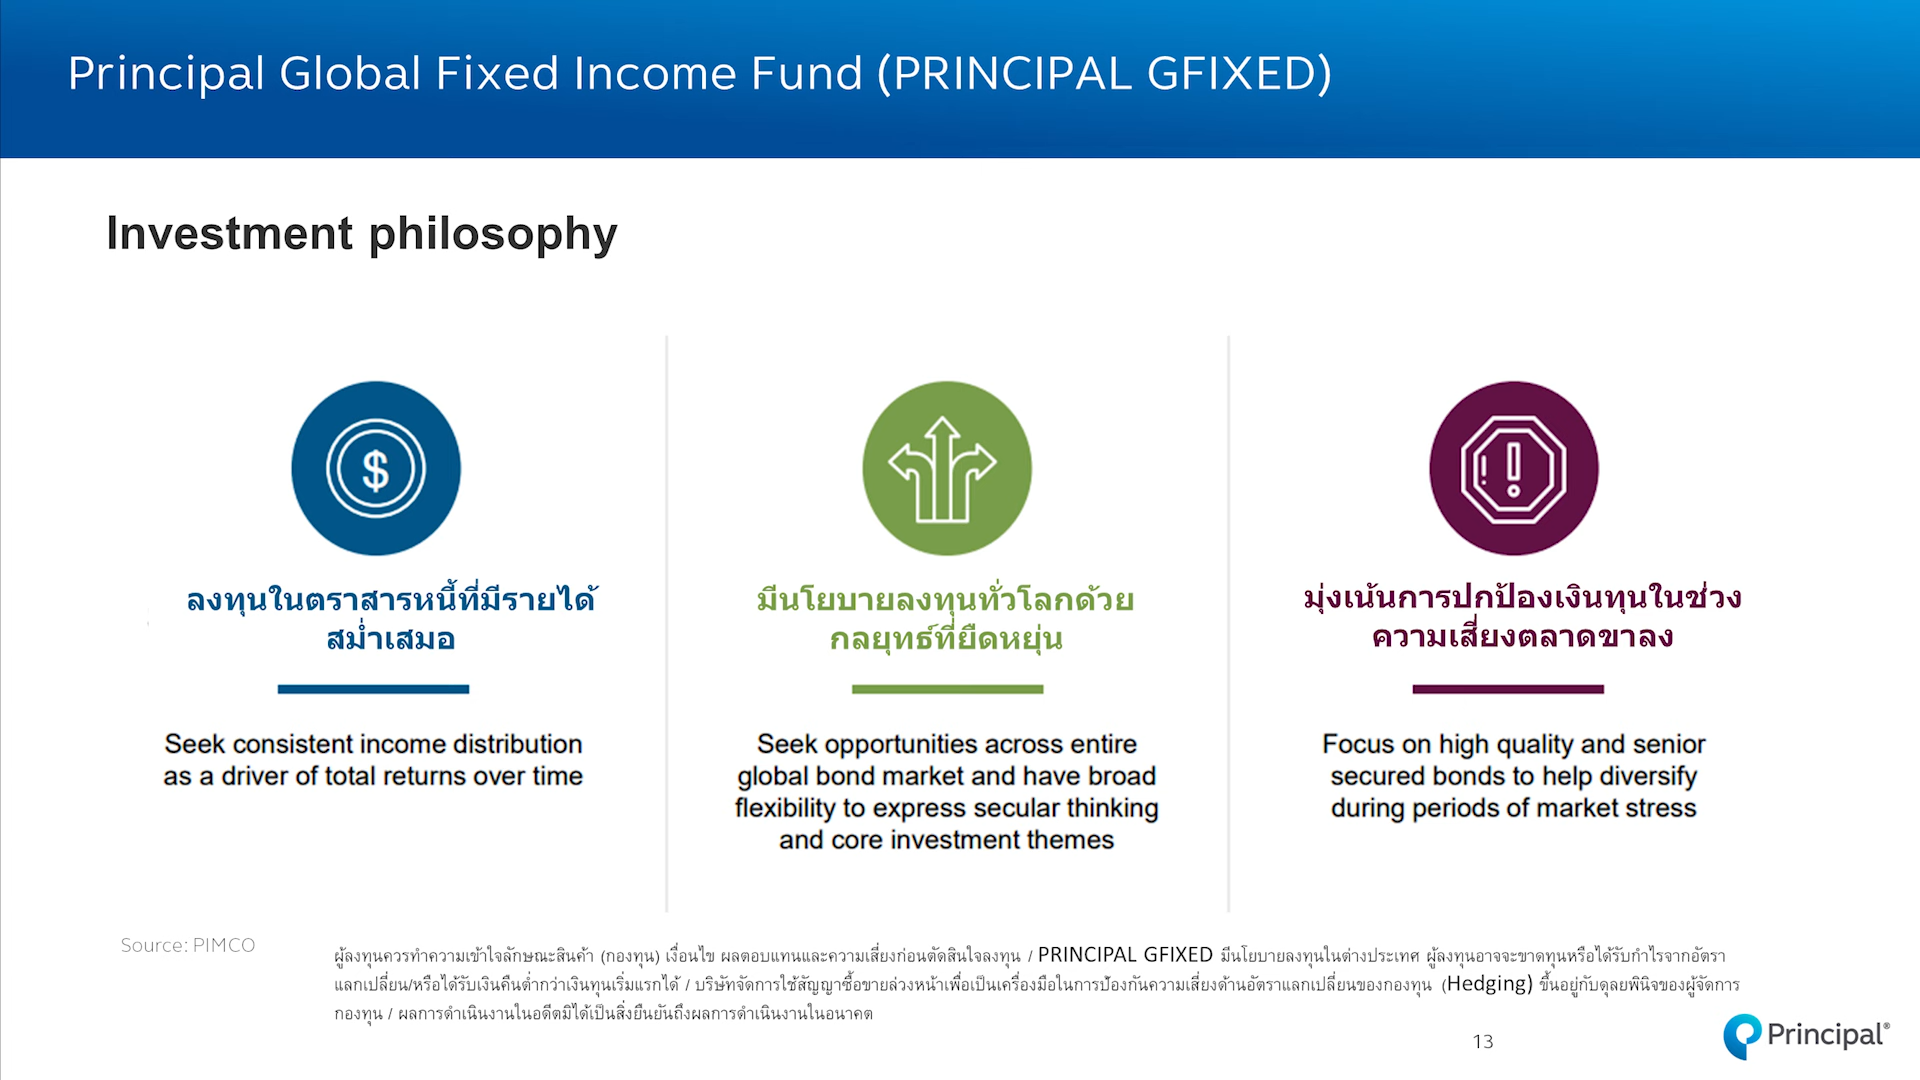 Principal Global Fixed Income Fund (PRINCIPAL GFIXED)
Investment philosophy
$
ลงทุนในตราสารหนี้ที่มีรายได้
สม่ำเสมอ
Seek consistent income distribution
as a driver of total returns over time
มีนโยบายลงทุนทั่วโลกด้วย
กลยุทธ์ที่ยืดหยุ่น
Seek opportunities across entire
global bond market and have broad
flexibility to express secular thinking
and core investment themes
มุ่งเน้นการปกป้องเงินทุนในช่วง
ความเสี่ยงตลาดขาลง
Focus on high quality and senior
secured bonds to help diversify
during periods of market stress
Source: PIMCO
ผู้ลงทุนควรทำความเข้าใจลักษณะสินค้า (กองทุน) เงื่อนไข ผลตอบแทนและความเสี่ยงก่อนตัดสินใจลงทุน / PRINCIPAL GFIXED มีนโยบายลงทุนในต่างประเทศ ผู้ลงทุนอาจจะขาดทุนหรือได้รับกำไรจากอัตรา
แลกเปลี่ยน/หรือได้รับเงินคืนต่ำกว่าเงินทุนเริ่มแรกได้ / บริษัทจัดการใช้สัญญาซื้อขายล่วงหน้าเพื่อเป็นเครื่องมือในการป้องกันความเสี่ยงด้านอัตราแลกเปลี่ยนของกองทุน (Hedging) ขึ้นอยู่กับดุลยพินิจของผู้จัดการ
กองทุน / ผลการดำเนินงานในอดีตมิได้เป็นสิ่งยืนยันถึงผลการดำเนินงานในอนาคต
13
Principal®